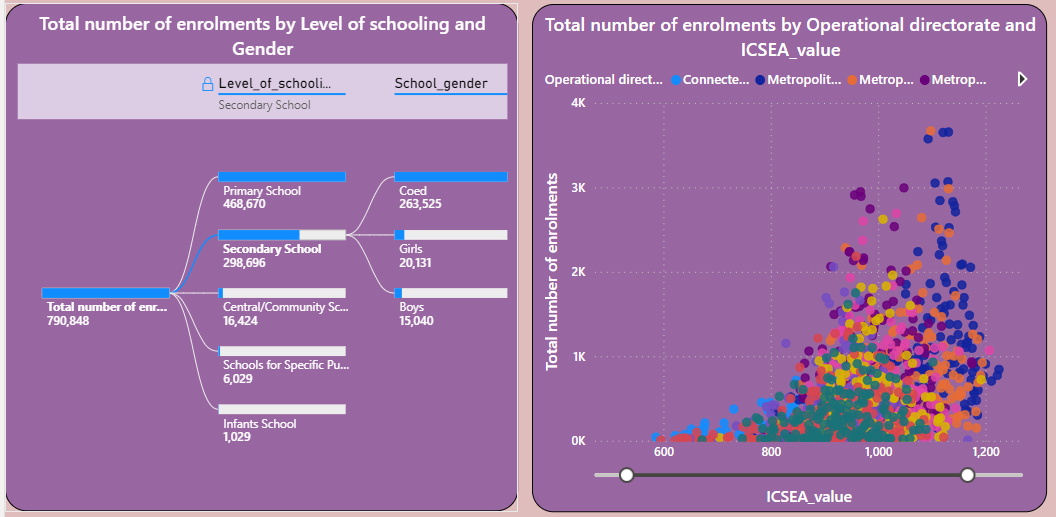 Total number of enrolments by Level of schooling and
Gender
Level_of_schooli...
School_gender
Secondary School
Primary School
468,670
Coed
263,525
Secondary School
298,696
Girls
20,131
Total number of enr...
790,848
Central/Community Sc...
16,424
Boys
15,040
Schools for Specific Pu...
6,029
Infants School
1,029
Total number of enrolments by Operational directorate and
ICSEA_value
Operational direct... Connecte... Metropolit... Metrop... Metrop...
Total number of enrolments
4K
3K
2K
1K
0K
600 800 1,000 1,200
ICSEA_value